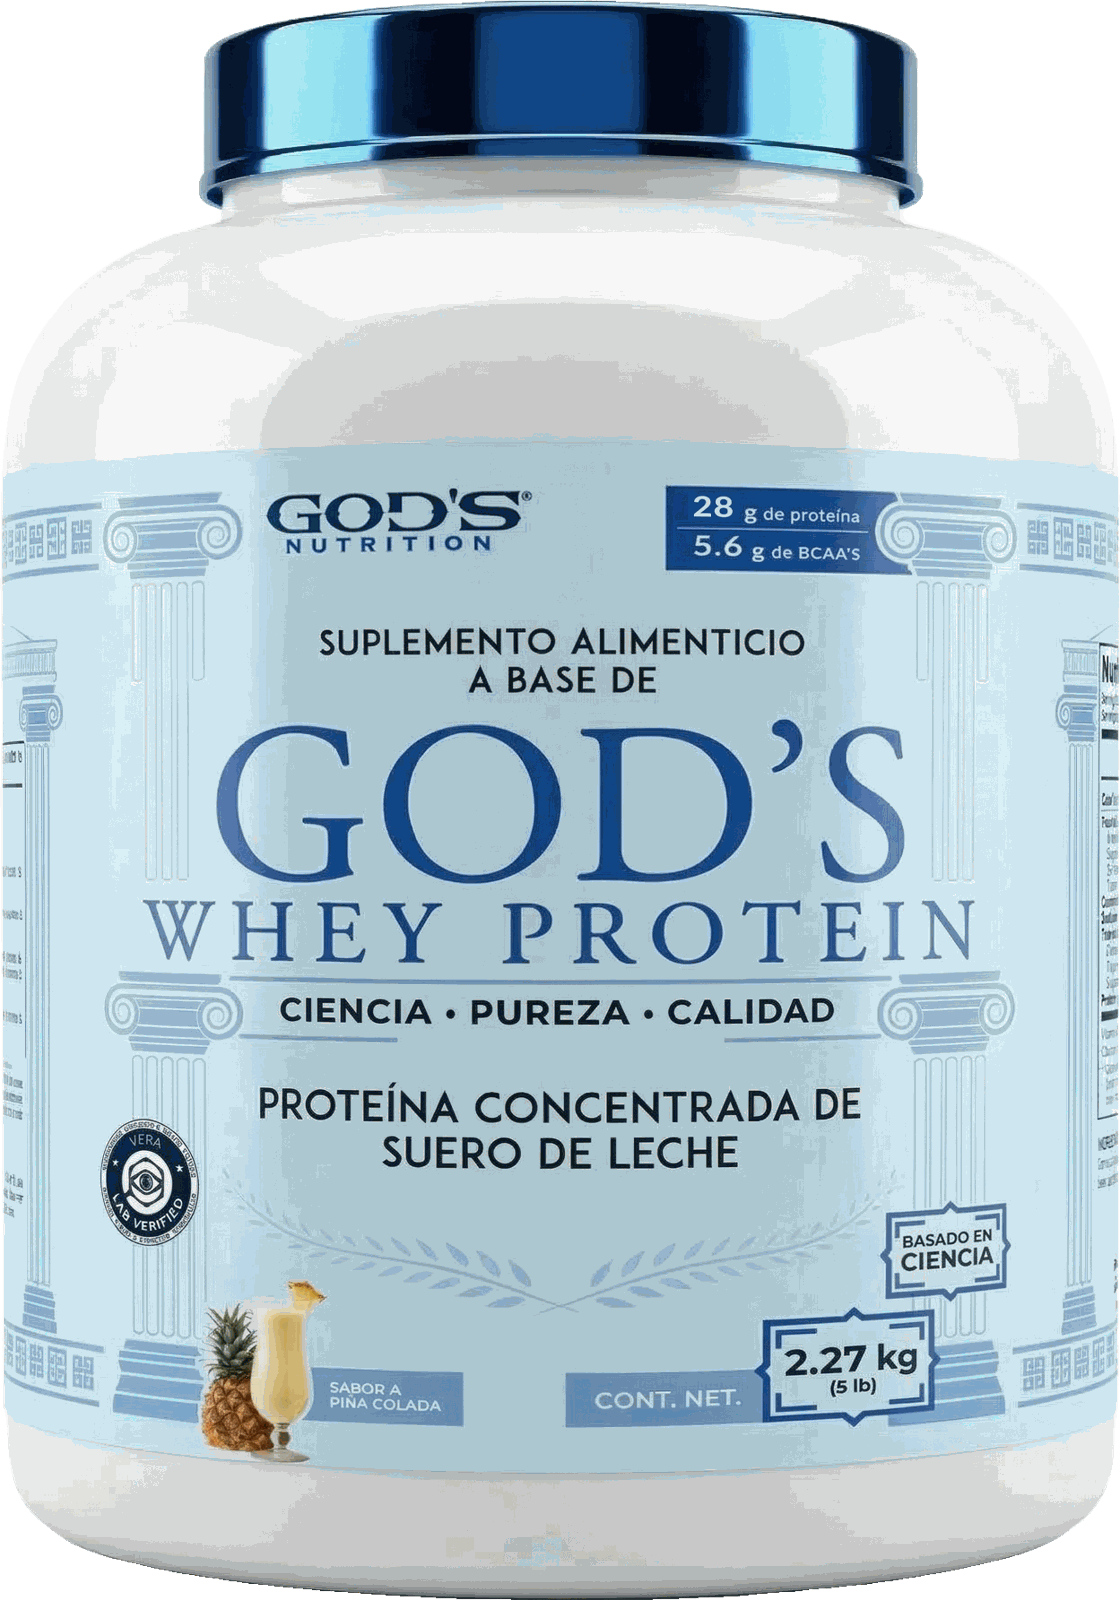 GOD'S®
NUTRITION
28 g de proteína
5.6 g de BCAA'S
SUPLEMENTO ALIMENTICIO
A BASE DE
GOD'S
WHEY PROTEIN
CIENCIA • PUREZA • CALIDAD
PROTEÍNA CONCENTRADA DE
SUERO DE LECHE
VERA
LAB VERIFIED
BASADO EN
CIENCIA
SABOR A
PIÑA COLADA
CONT. NET.
2.27 kg
(5 lb)